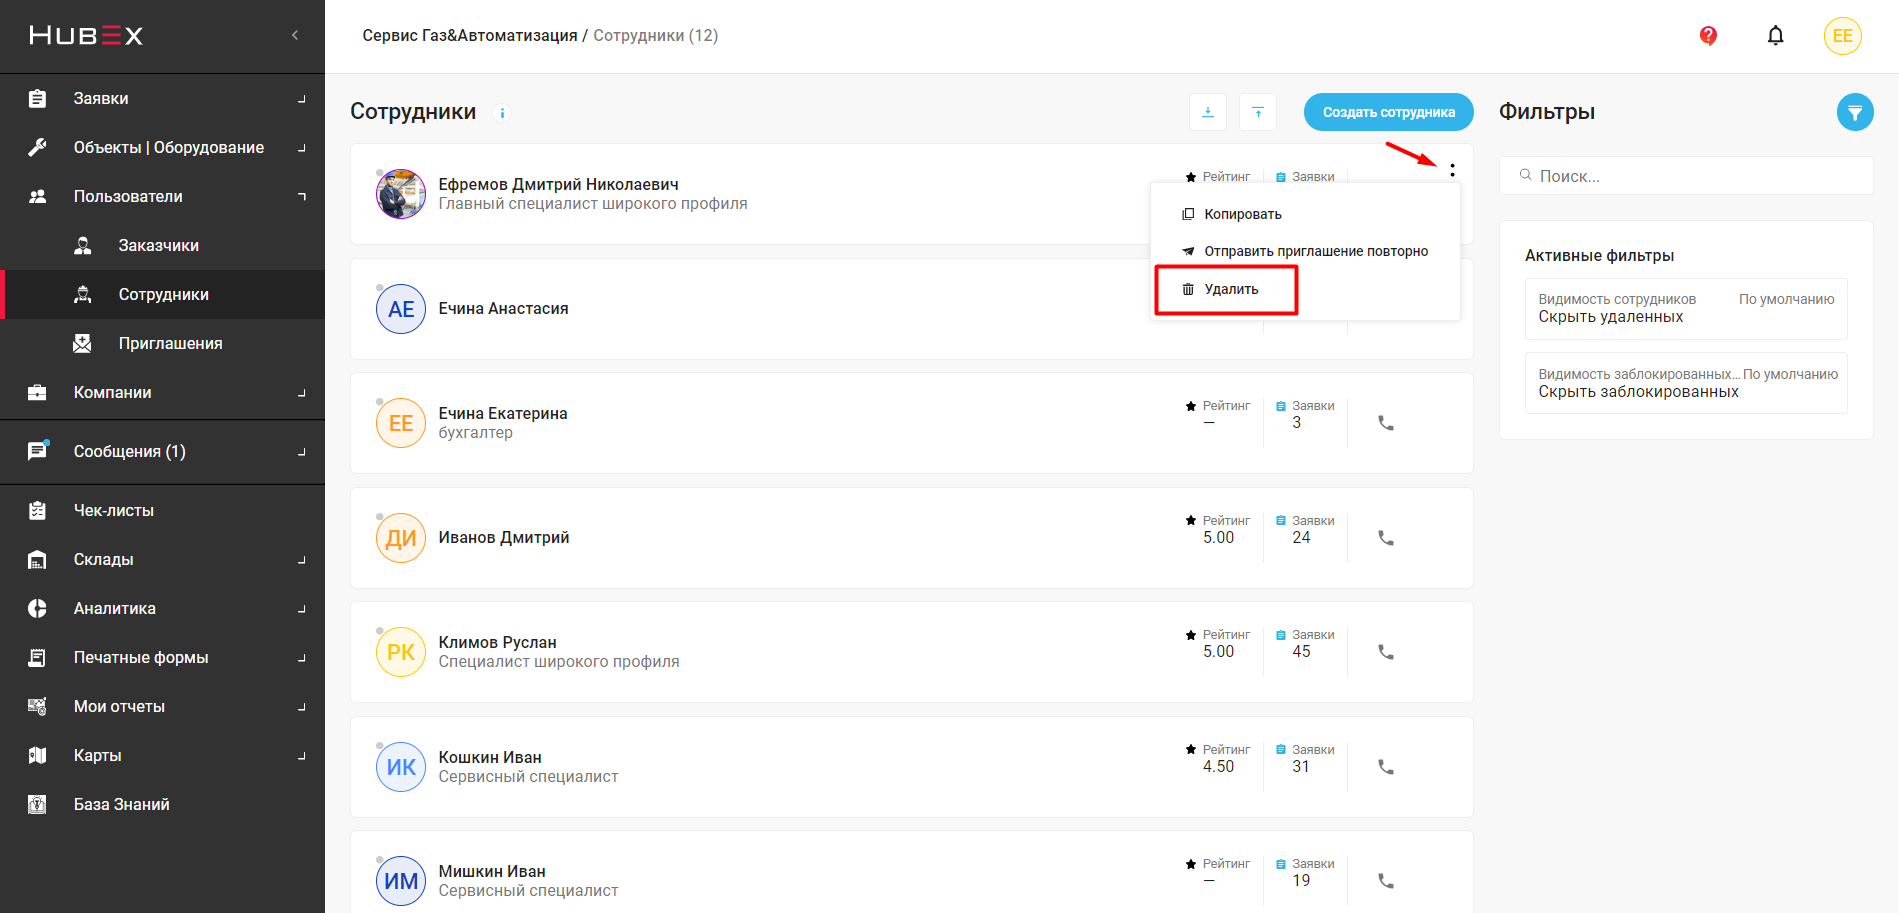 HUBEX
Сервис Газ&Автоматизация / Сотрудники (12)
ЕЕ
Заявки
Объекты | Оборудование
Пользователи
Заказчики
Сотрудники
Приглашения
Компании
Сообщения (1)
Чек-листы
Склады
Аналитика
Печатные формы
Мои отчеты
Карты
База Знаний
Сотрудники
Создать сотрудника
Ефремов Дмитрий Николаевич
Главный специалист широкого профиля
Рейтинг
Заявки
Копировать
Отправить приглашение повторно
Удалить
АЕ
Ечина Анастасия
ЕЕ
Ечина Екатерина
бухгалтер
Рейтинг
—
Заявки
3
ДИ
Иванов Дмитрий
Рейтинг
5.00
Заявки
24
РК
Климов Руслан
Специалист широкого профиля
Рейтинг
5.00
Заявки
45
ИК
Кошкин Иван
Сервисный специалист
Рейтинг
4.50
Заявки
31
ИМ
Мишкин Иван
Сервисный специалист
Рейтинг
—
Заявки
19
Фильтры
Поиск...
Активные фильтры
Видимость сотрудников По умолчанию
Скрыть удаленных
Видимость заблокированных... По умолчанию
Скрыть заблокированных